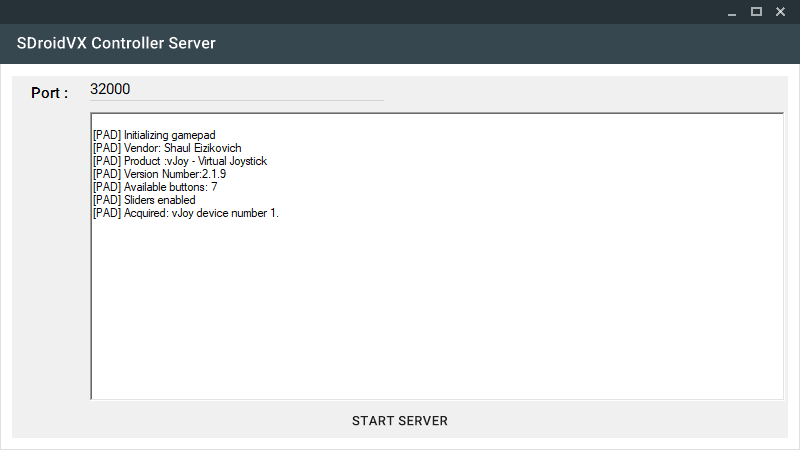 SDroidVX Controller Server
Port : 32000
[PAD] Initializing gamepad
[PAD] Vendor: Shaul Eizikovich
[PAD] Product :vJoy - Virtual Joystick
[PAD] Version Number:2.1.9
[PAD] Available buttons: 7
[PAD] Sliders enabled
[PAD] Acquired: vJoy device number 1.
START SERVER